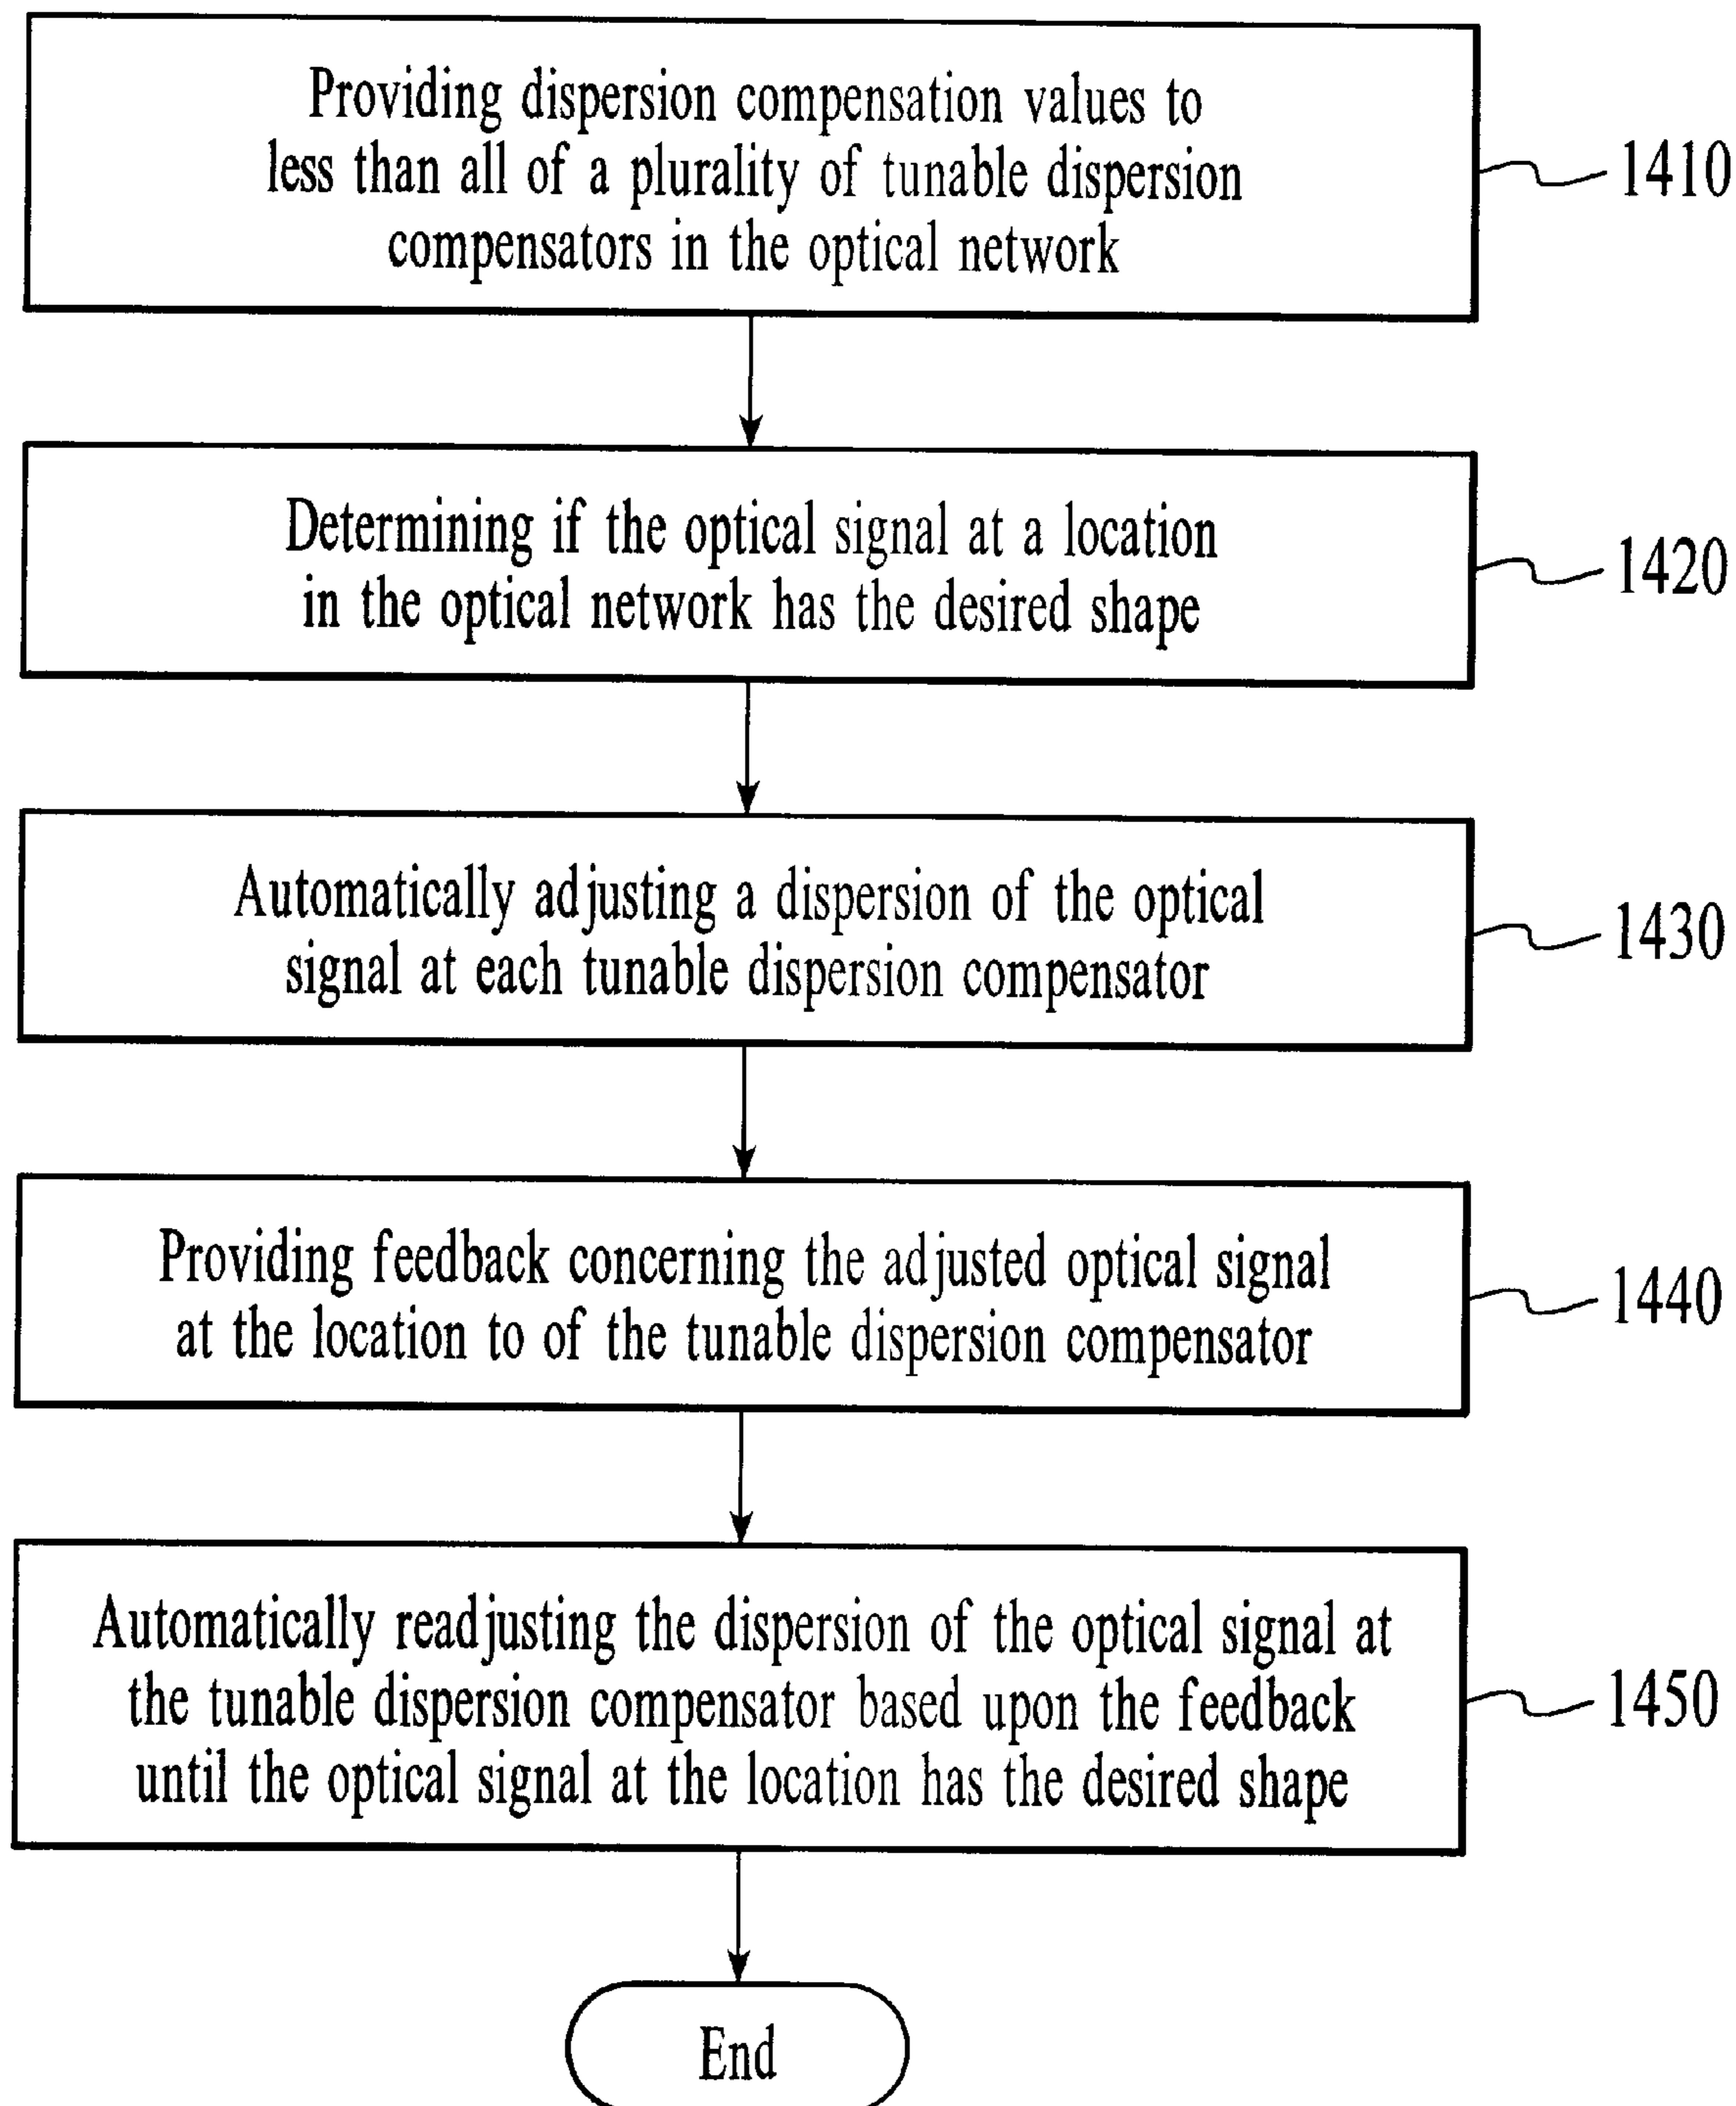 Providing dispersion compensation values to
less than all of a plurality of tunable dispersion
compensators in the optical network
1410
Determining if the optical signal at a location
in the optical network has the desired shape
1420
Automatically adjusting a dispersion of the optical
signal at each tunable dispersion compensator
1430
Providing feedback concerning the adjusted optical signal
at the location to of the tunable dispersion compensator
1440
Automatically readjusting the dispersion of the optical signal at
the tunable dispersion compensator based upon the feedback
until the optical signal at the location has the desired shape
1450
End